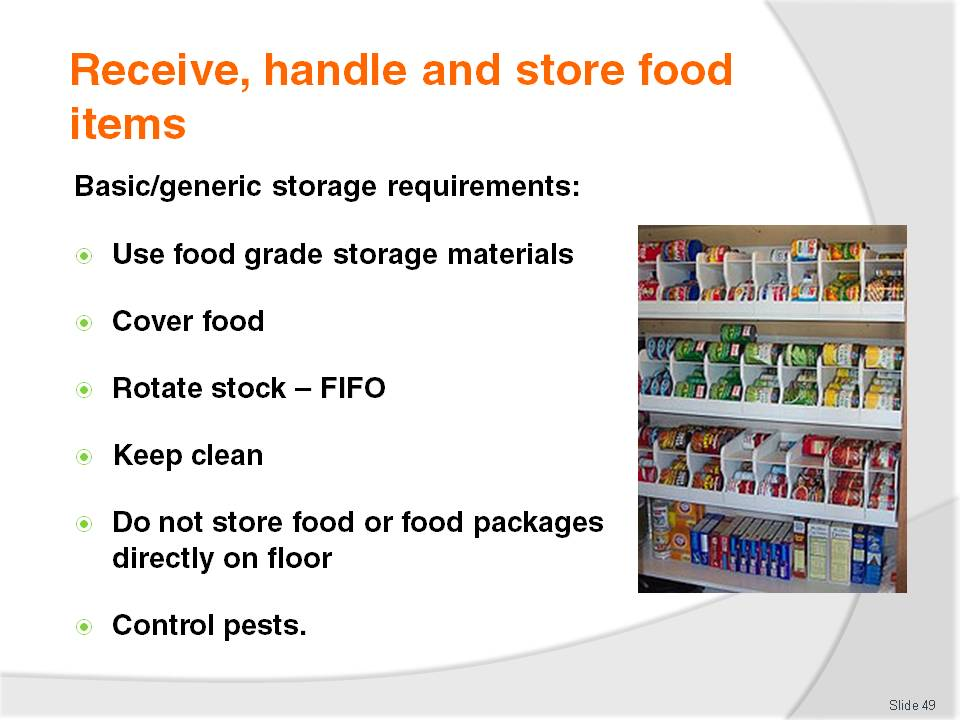 Receive, handle and store food
items
Basic/generic storage requirements:
Use food grade storage materials
Cover food
Rotate stock – FIFO
Keep clean
Do not store food or food packages
directly on floor
Control pests.
Slide 49